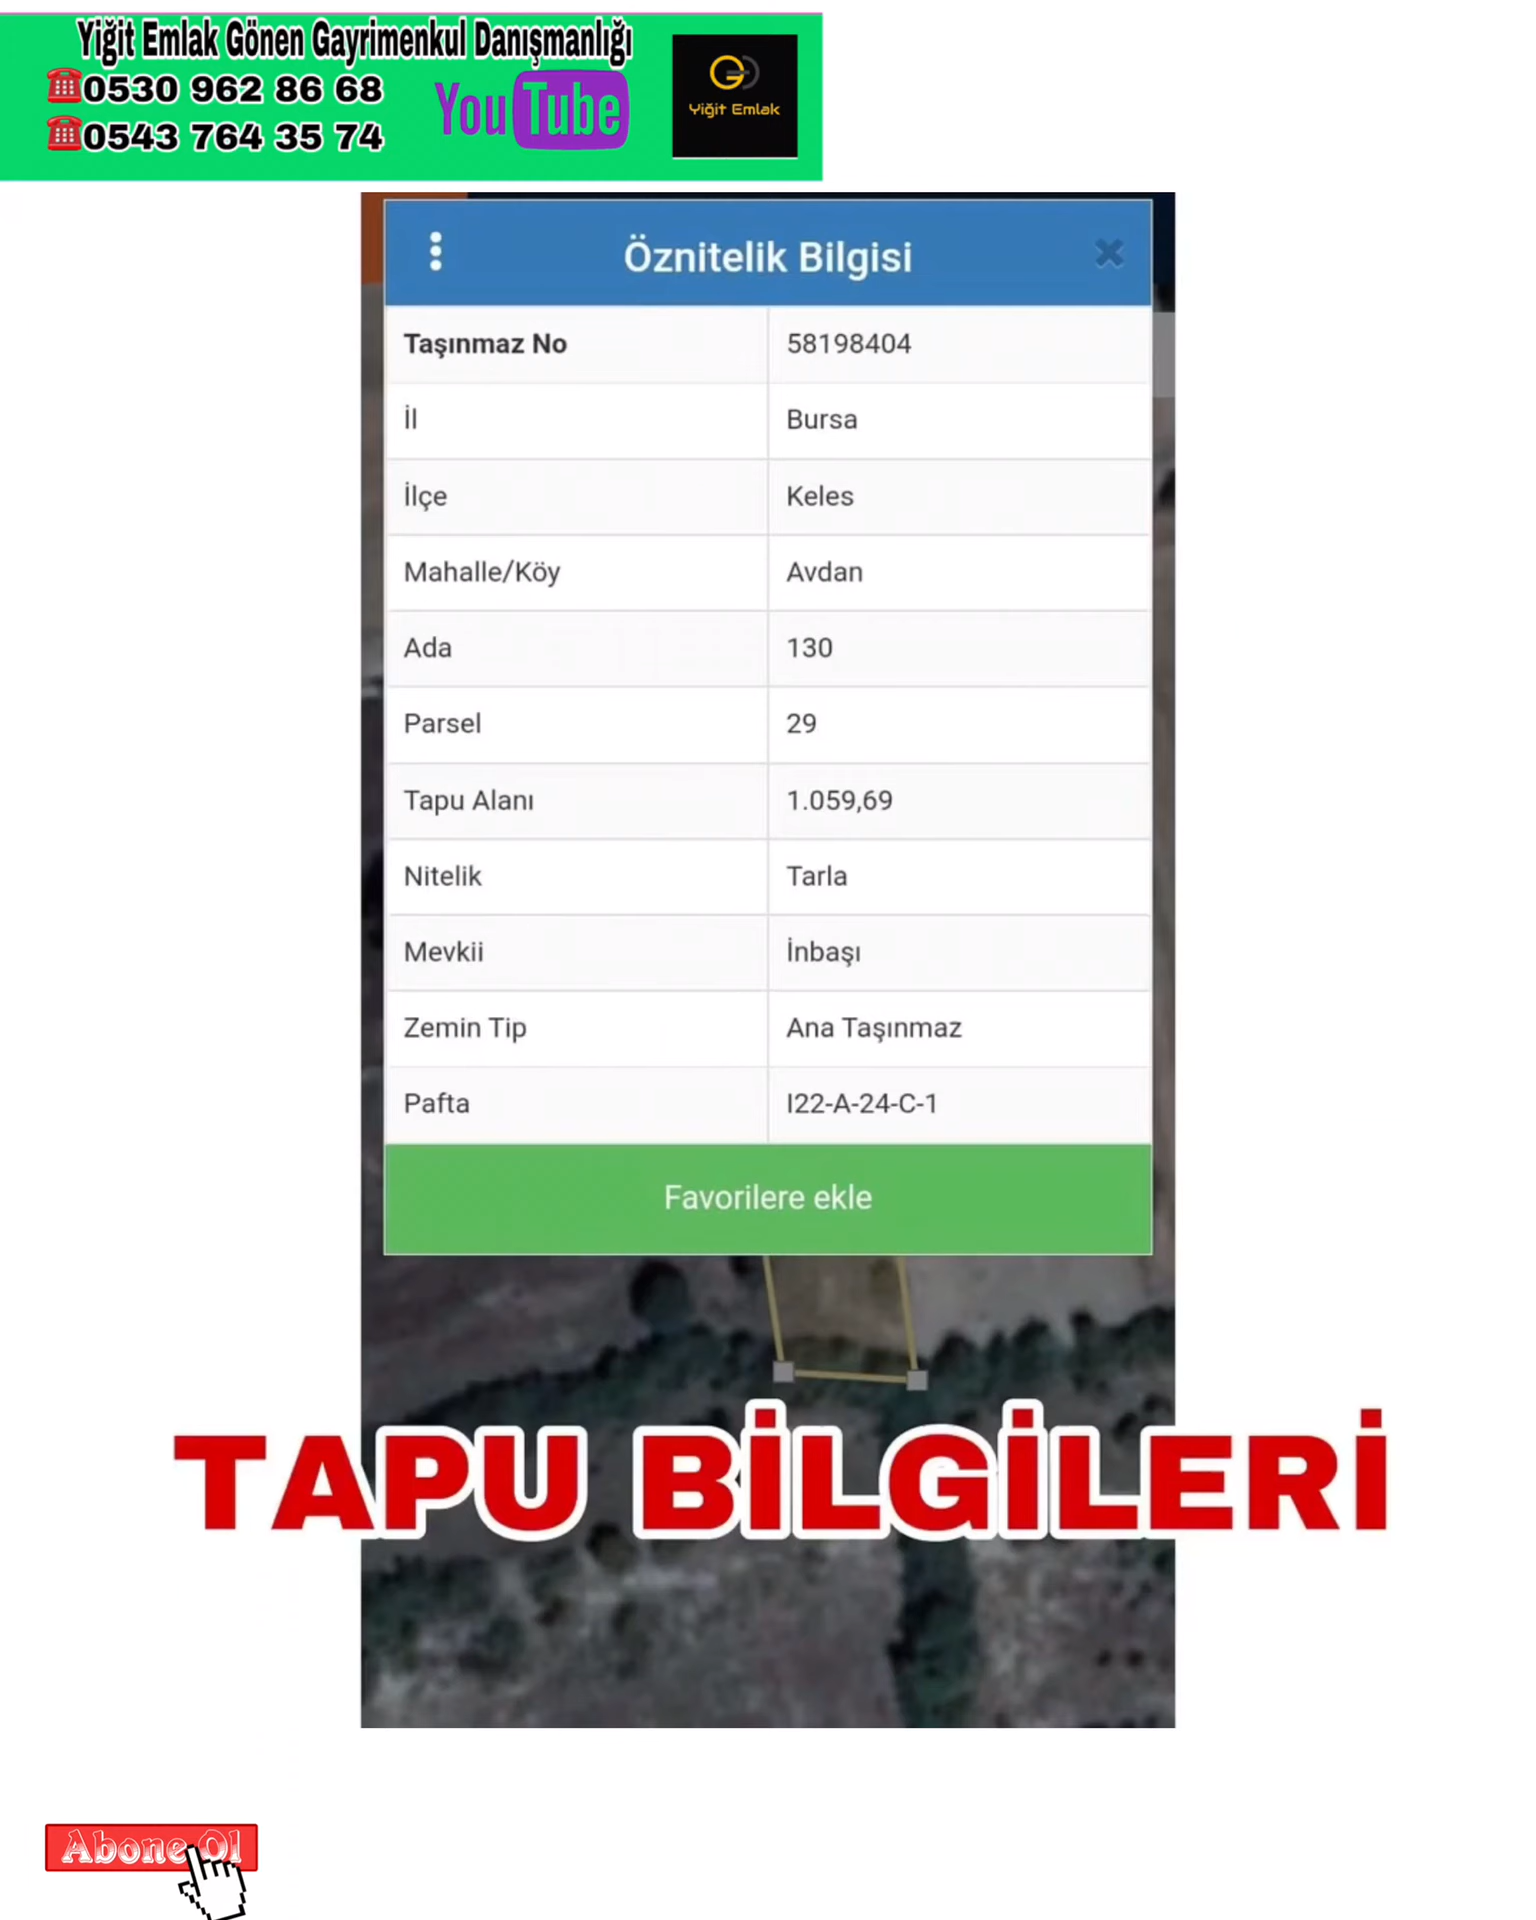 Yiğit Emlak Gönen Gayrimenkul Danışmanlığı
☎0530 962 86 68
☎0543 764 35 74
YouTube
Yiğit Emlak
Öznitelik Bilgisi
Taşınmaz No 58198404
İl Bursa
İlçe Keles
Mahalle/Köy Avdan
Ada 130
Parsel 29
Tapu Alanı 1.059,69
Nitelik Tarla
Mevkii İnbaşı
Zemin Tip Ana Taşınmaz
Pafta I22-A-24-C-1
Favorilere ekle
TAPU BİLGİLERİ
Abone Ol